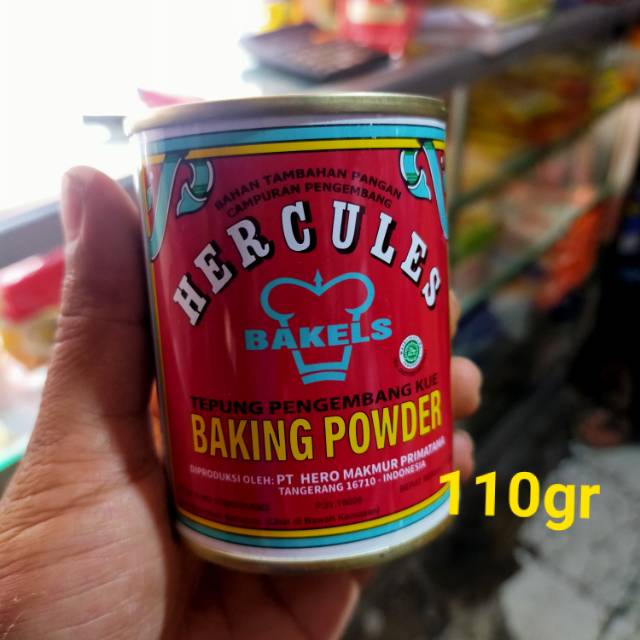 BAHAN TAMBAHAN PANGAN
CAMPURAN PENGEMBANG
HERCULES
BAKELS
TEPUNG PENGEMBANG KUE
BAKING POWDER
DIPRODUKSI OLEH: PT HERO MAKMUR PRIMATAMA
TANGERANG 16710 - INDONESIA
110gr